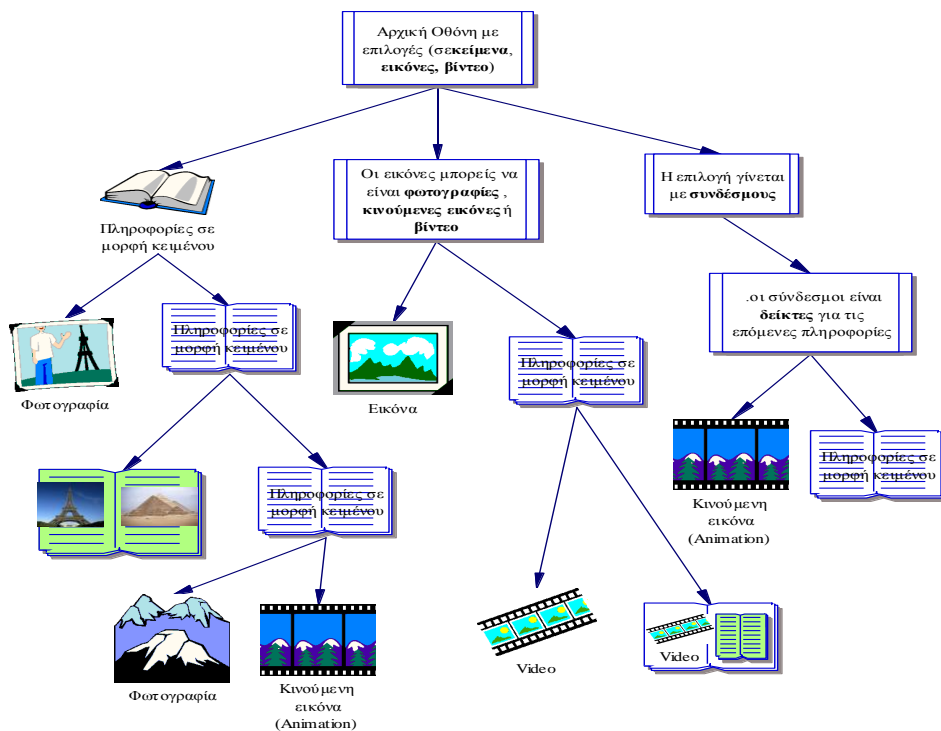 Αρχική Οθόνη με
επιλογές (σεκείμενα,
εικόνες, βίντεο)
Πληροφορίες σε
μορφή κειμένου
Οι εικόνες μπορείς να
είναι φωτογραφίες ,
κινούμενες εικόνες ή
βίντεο
Η επιλογή γίνεται
με συνδέσμους
Φωτογραφία
Πληροφορίες σε
μορφή κειμένου
Εικόνα
Πληροφορίες σε
μορφή κειμένου
.οι σύνδεσμοι είναι
δείκτες για τις
επόμενες πληροφορίες
Πληροφορίες σε
μορφή κειμένου
Κινούμενη
εικόνα
(Animation)
Πληροφορίες σε
μορφή κειμένου
Φωτογραφία
Κινούμενη
εικόνα
(Animation)
Video
Video